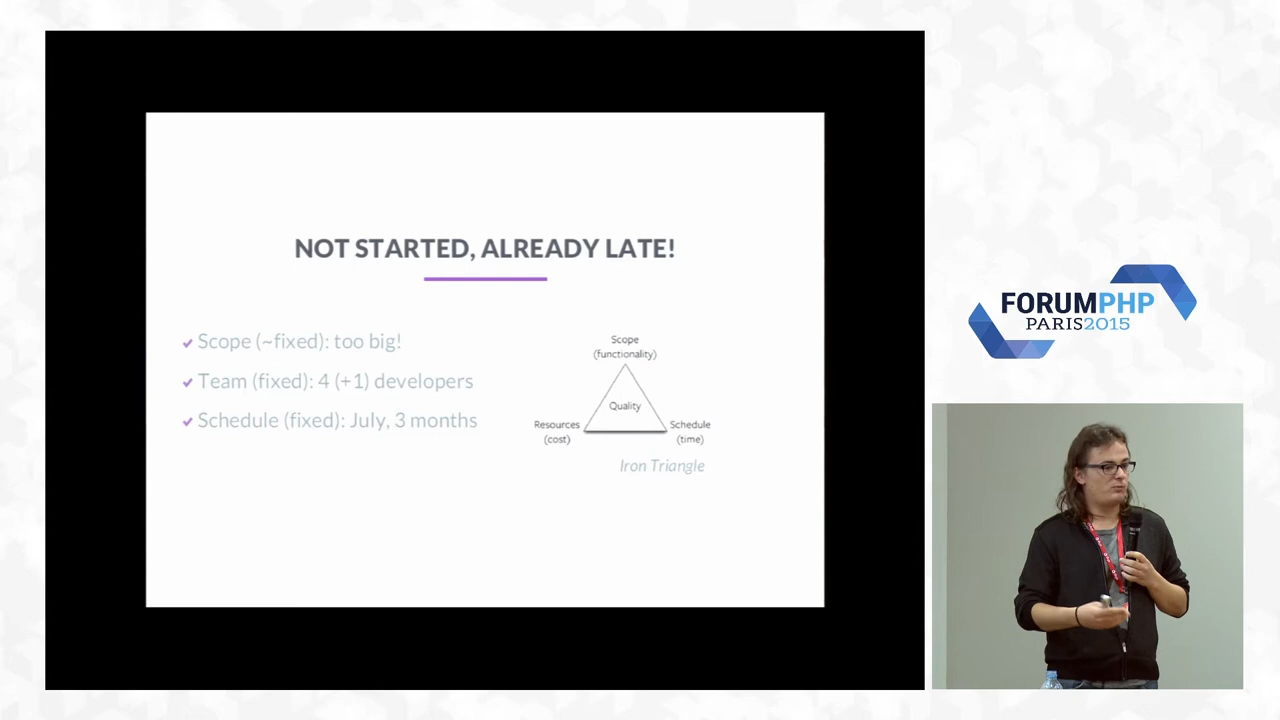 NOT STARTED, ALREADY LATE!
Scope (~fixed): too big!
Team (fixed): 4 (+1) developers
Schedule (fixed): July, 3 months
Scope
(functionality)
Quality
Resources
(cost)
Schedule
(time)
Iron Triangle
FORUMPHP
PARIS2015